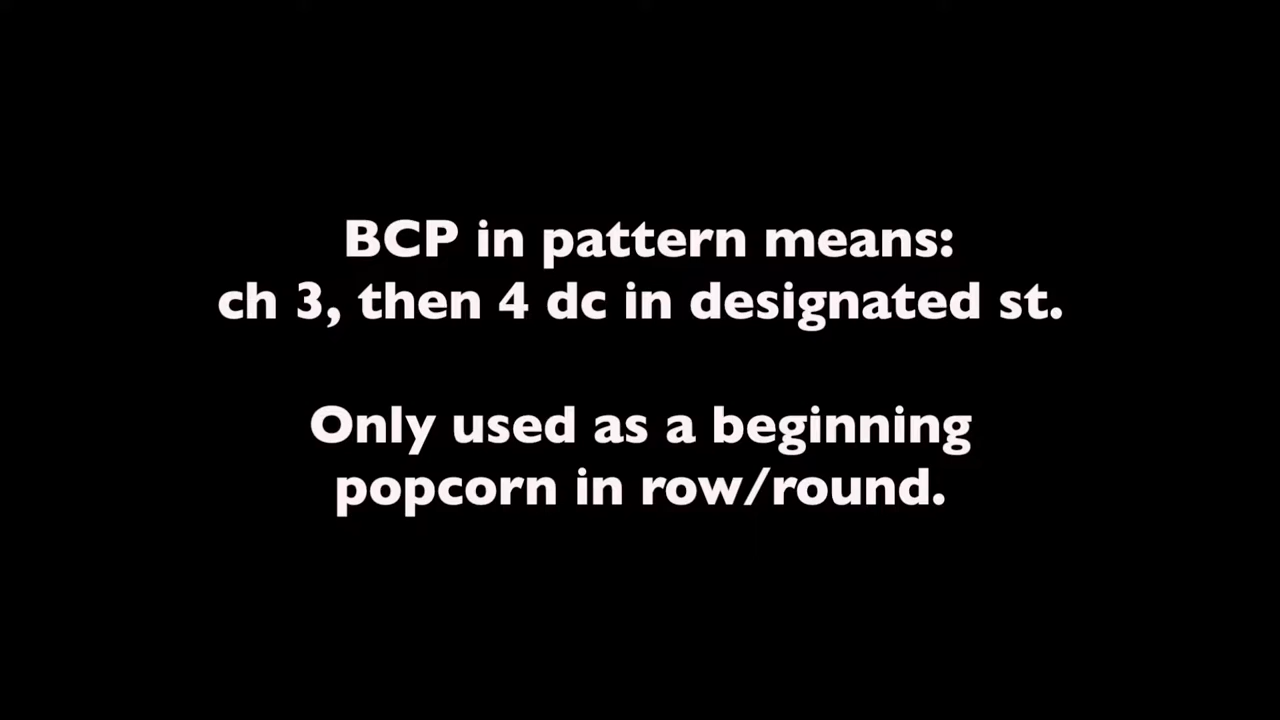 BCP in pattern means:
ch 3, then 4 dc in designated st.
Only used as a beginning
popcorn in row/round.